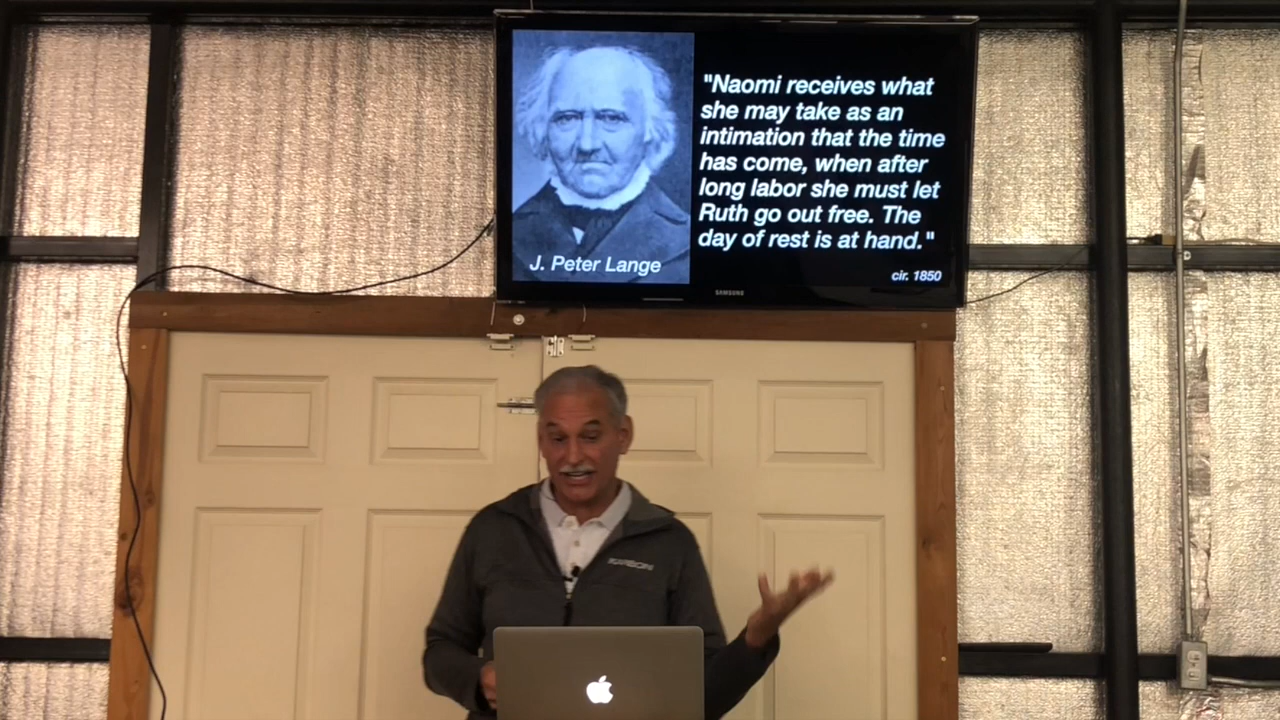 "Naomi receives what
she may take as an
intimation that the time
has come, when after
long labor she must let
Ruth go out free. The
day of rest is at hand."
J. Peter Lange
cir. 1850
SAMSUNG